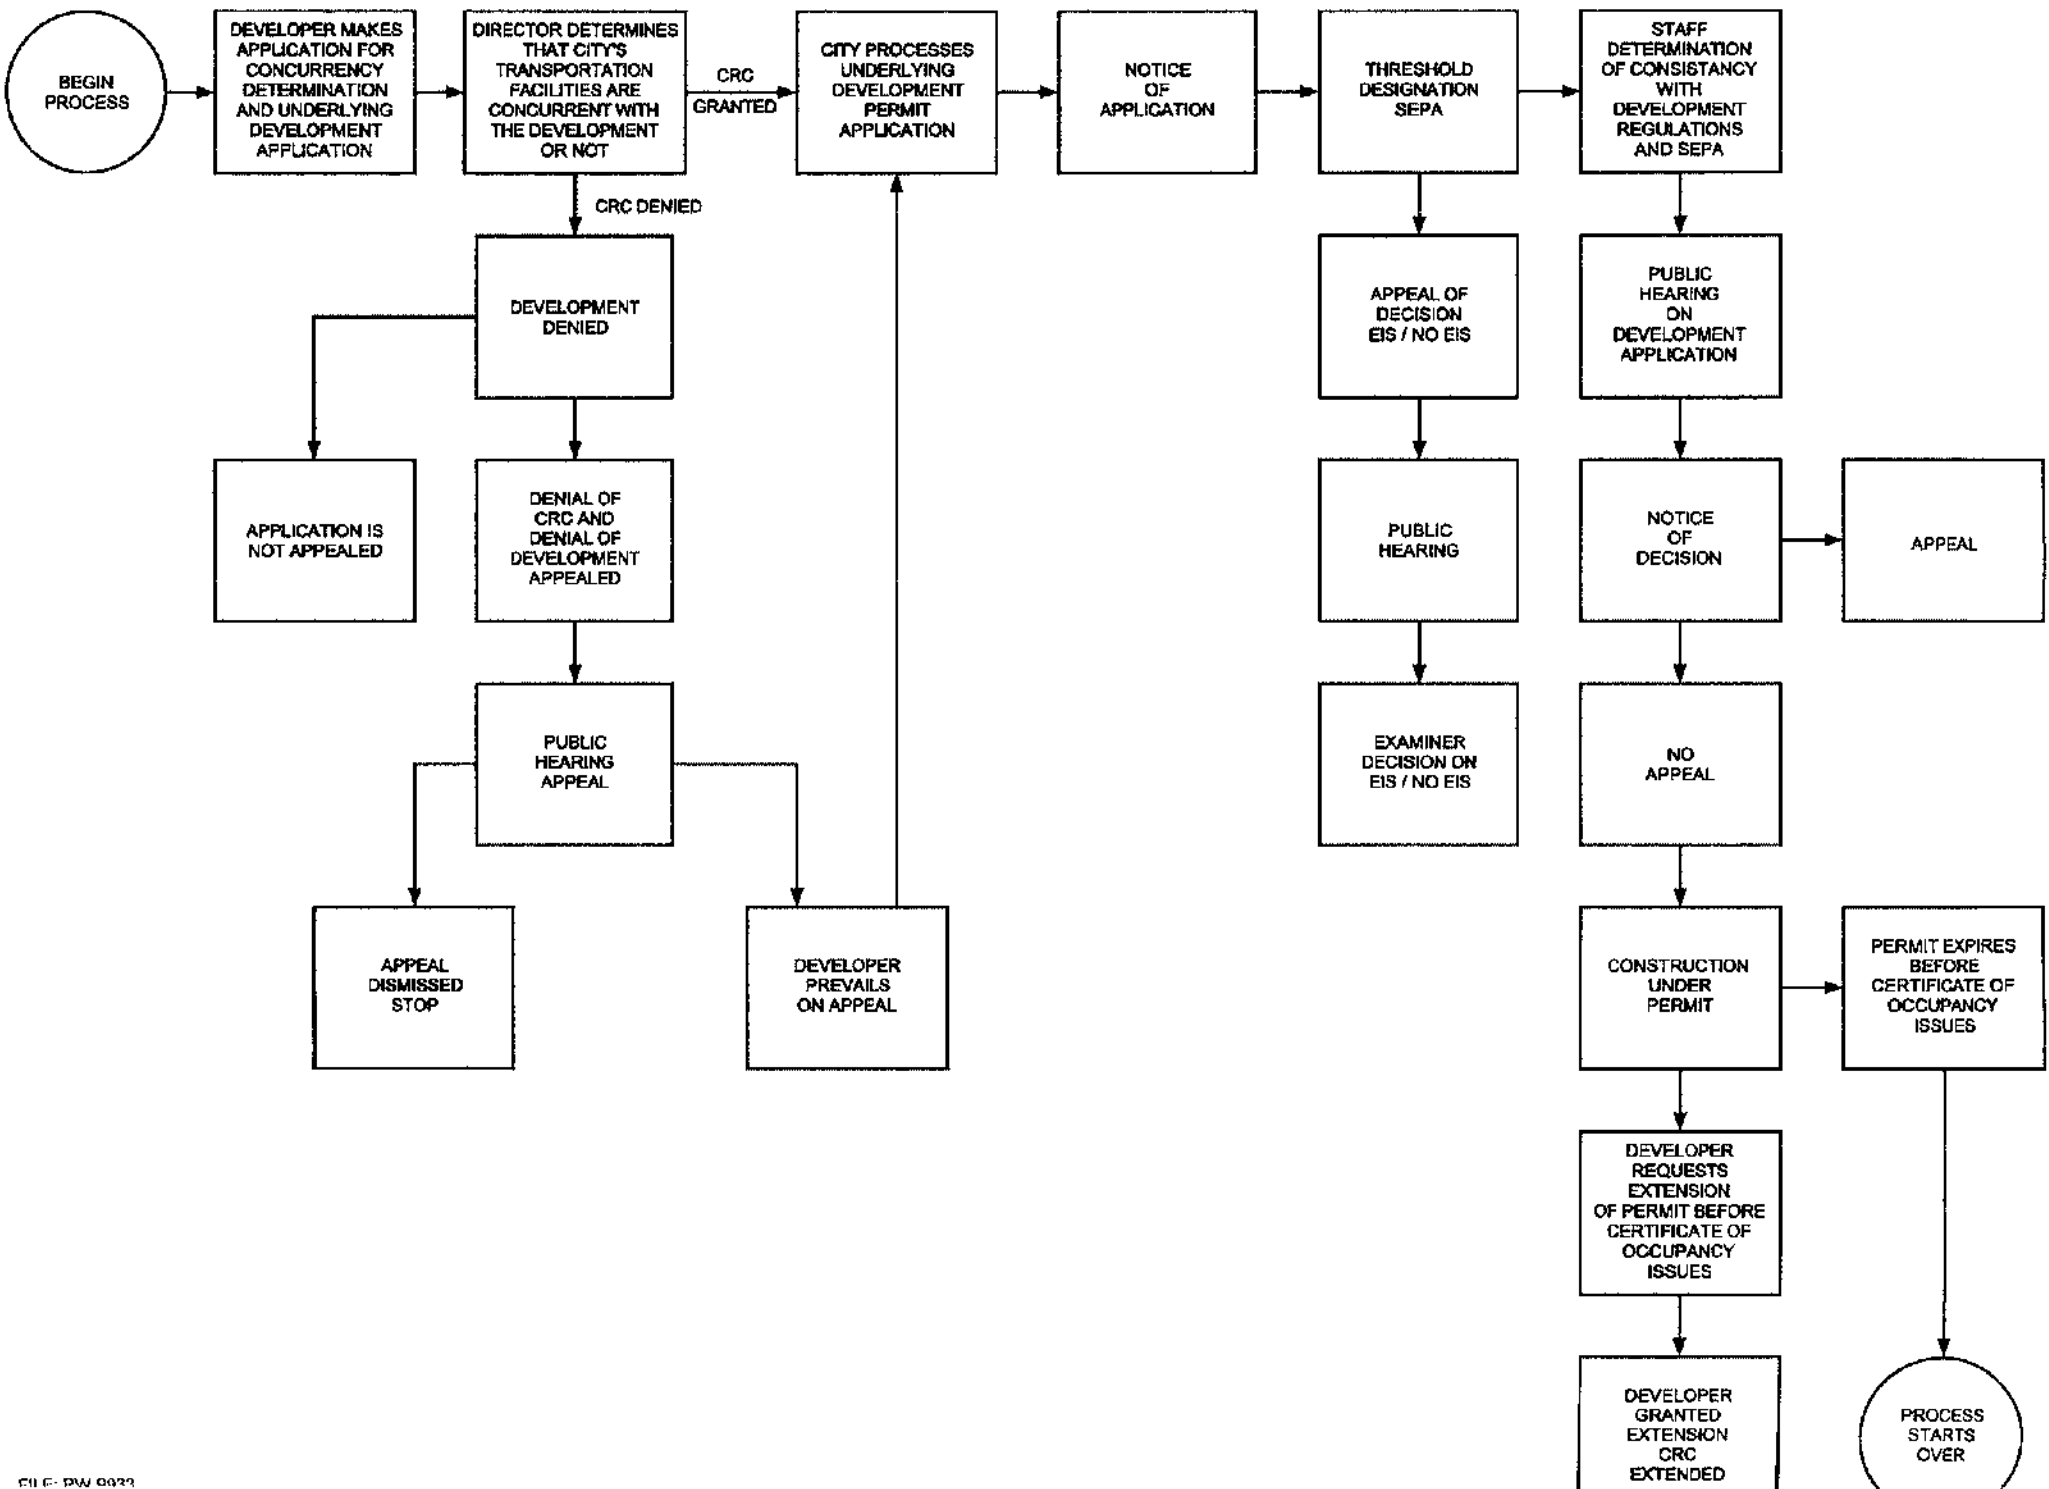 BEGIN
PROCESS
DEVELOPER MAKES
APPLICATION FOR
CONCURRENCY
DETERMINATION
AND UNDERLYING
DEVELOPMENT
APPLICATION
DIRECTOR DETERMINES
THAT CITY'S
TRANSPORTATION
FACILITIES ARE
CONCURRENT WITH
THE DEVELOPMENT
OR NOT
CRC
GRANTED
CITY PROCESSES
UNDERLYING
DEVELOPMENT
PERMIT
APPLICATION
NOTICE
OF
APPLICATION
THRESHOLD
DESIGNATION
SEPA
STAFF
DETERMINATION
OF CONSISTANCY
WITH
DEVELOPMENT
REGULATIONS
AND SEPA
CRC DENIED
DEVELOPMENT
DENIED
APPEAL OF
DECISION
EIS / NO EIS
PUBLIC
HEARING
ON
DEVELOPMENT
APPLICATION
APPLICATION IS
NOT APPEALED
DENIAL OF
CRC AND
DENIAL OF
DEVELOPMENT
APPEALED
PUBLIC
HEARING
NOTICE
OF
DECISION
APPEAL
PUBLIC
HEARING
APPEAL
EXAMINER
DECISION ON
EIS / NO EIS
NO
APPEAL
APPEAL
DISMISSED
STOP
DEVELOPER
PREVAILS
ON APPEAL
CONSTRUCTION
UNDER
PERMIT
PERMIT EXPIRES
BEFORE
CERTIFICATE OF
OCCUPANCY
ISSUES
DEVELOPER
REQUESTS
EXTENSION
OF PERMIT BEFORE
CERTIFICATE OF
OCCUPANCY
ISSUES
DEVELOPER
GRANTED
EXTENSION
CRC
EXTENDED
PROCESS
STARTS
OVER
FILE: PW 9933